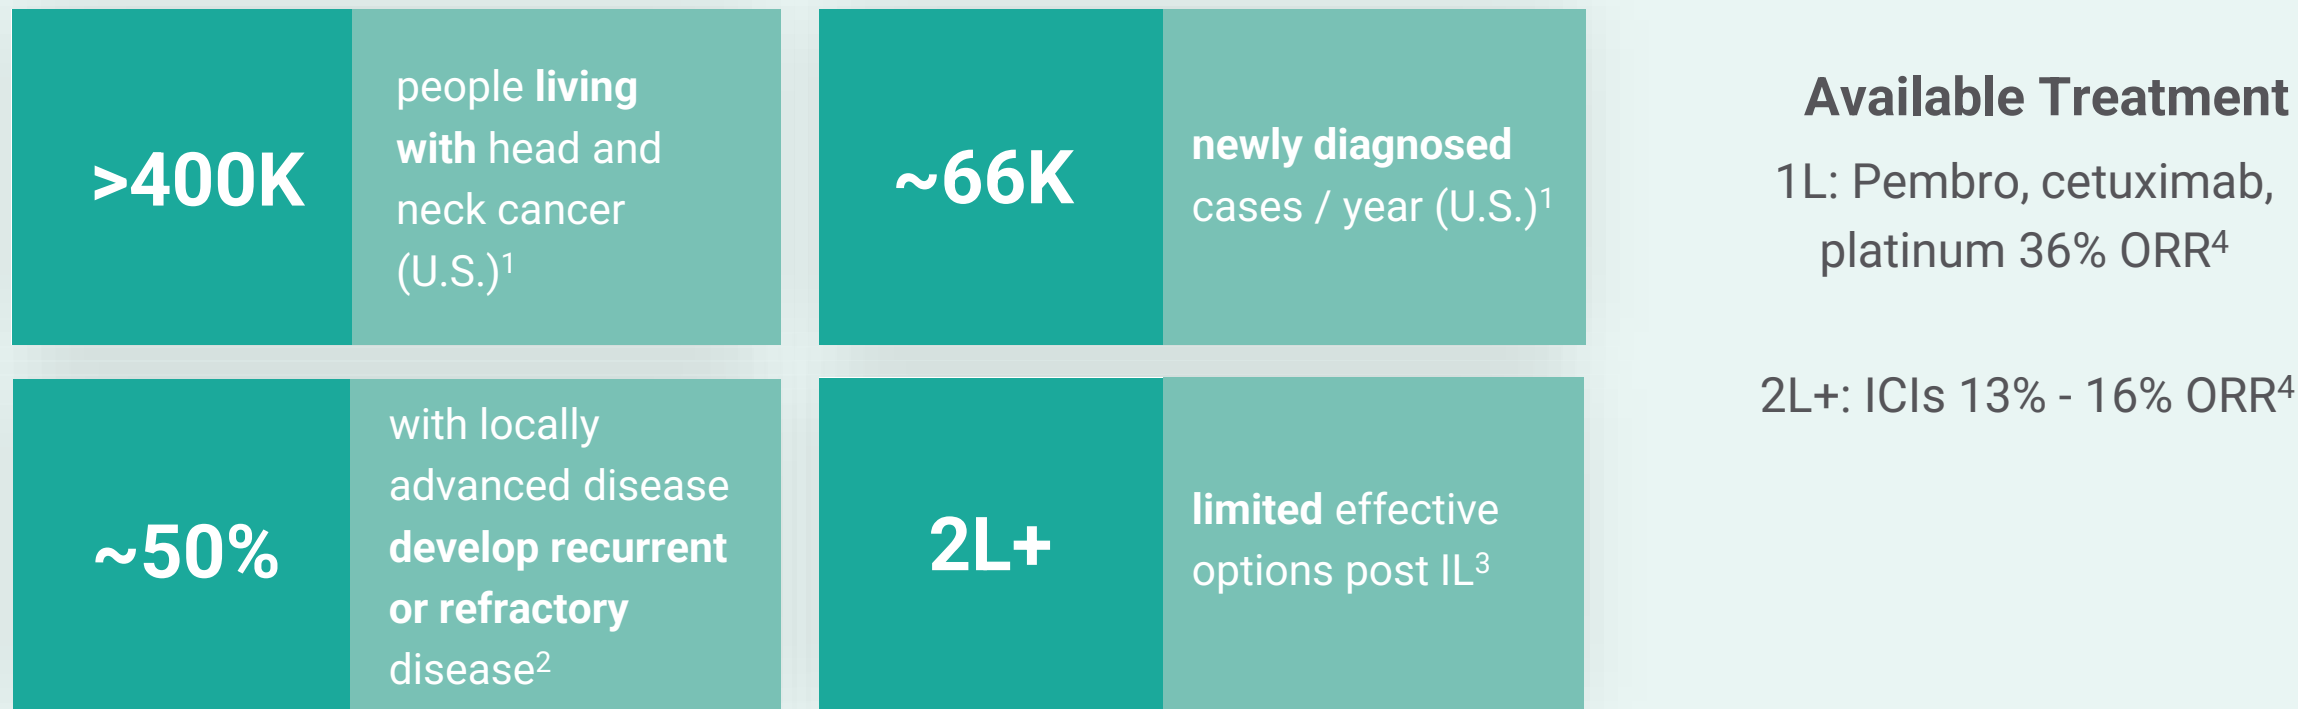 >400K
people living
with head and
neck cancer
(U.S.)1
~66K
newly diagnosed
cases / year (U.S.)1
~50%
with locally
advanced disease
develop recurrent
or refractory
disease2
2L+
limited effective
options post IL3
Available Treatment
1L: Pembro, cetuximab,
platinum 36% ORR4
2L+: ICIs 13% - 16% ORR4